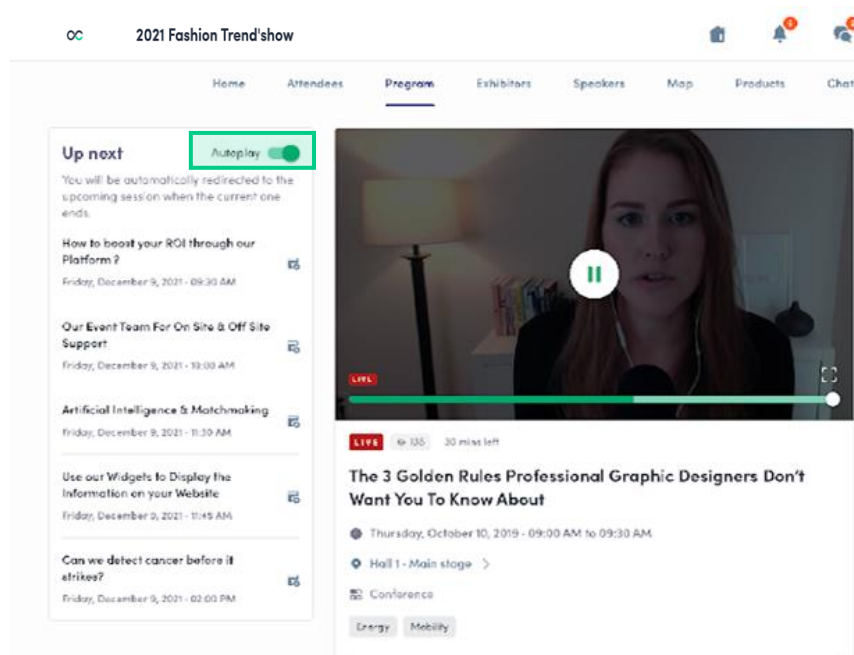 2021 Fashion Trend'show
6
Home Attendees Program Exhibitors Speakers Map Products Chat
Up next Autoplay
You will be automatically redirected to the
upcoming session when the current one
ends.
How to boost your ROI through our
Platform ?
Friday, December 9, 2021 - 09:30 AM
Our Event Team For On Site & Off Site
Support
Friday, December 9, 2021 - 10:00 AM
Artificial Intelligence & Matchmaking
Friday, December 9, 2021 - 11:30 AM
Use our Widgets to Display the
Information on your Website
Friday, December 9, 2021 - 11:45 AM
Can we detect cancer before it
strikes?
Friday, December 9, 2021 - 02:00 PM
LIVE
LIVE 135 30 mins left
The 3 Golden Rules Professional Graphic Designers Don't
Want You To Know About
Thursday, October 10, 2019 - 09:00 AM to 09:30 AM
Hall 1 - Main stage
Conference
Energy Mobility